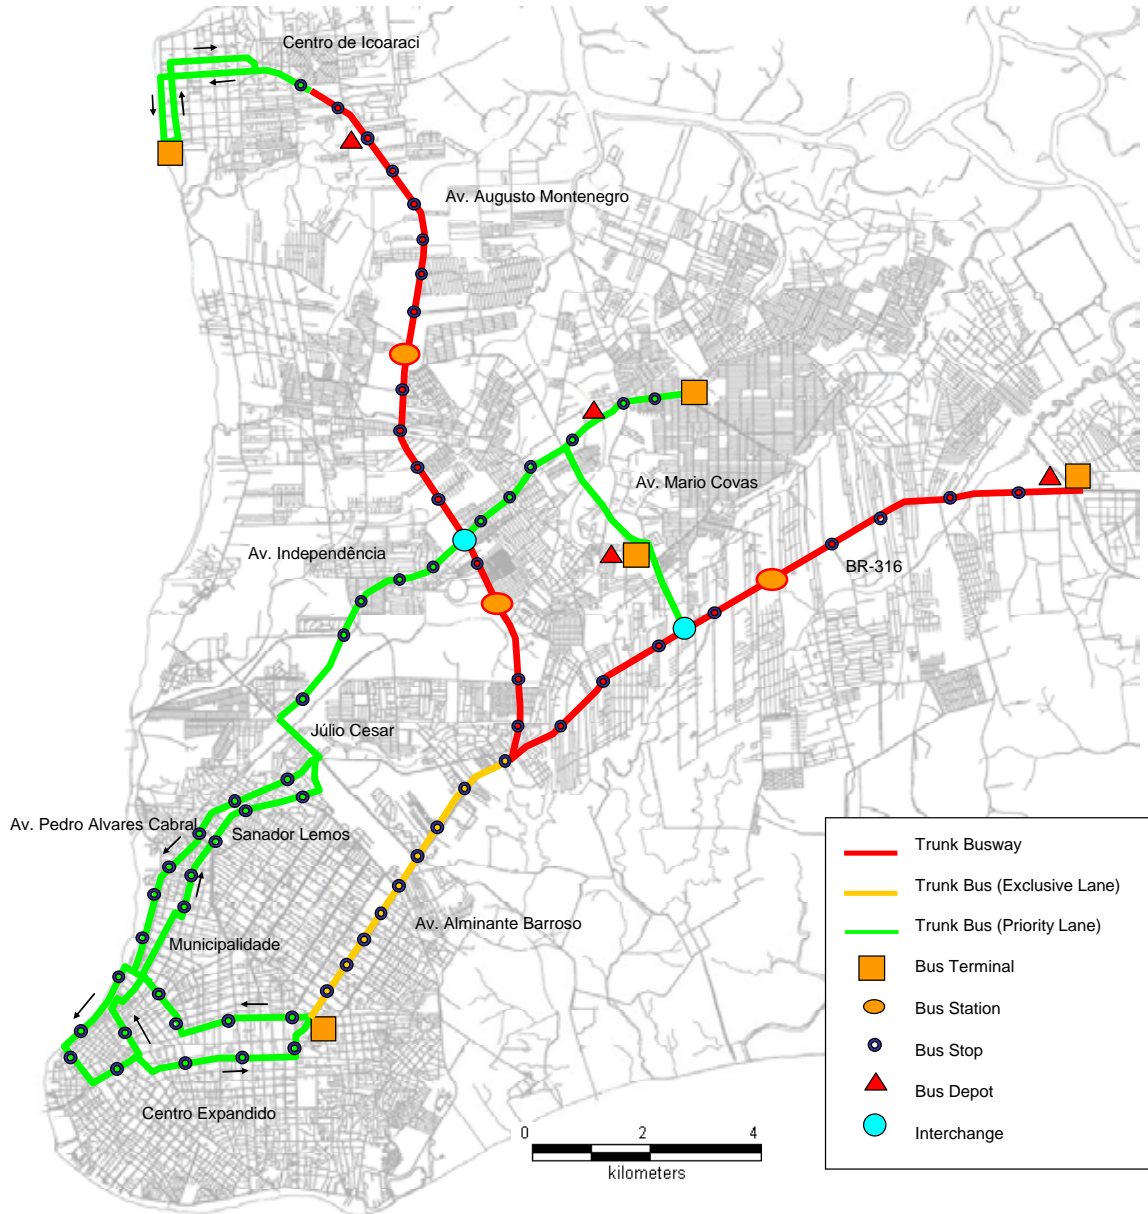 Centro de Icoaraci
Av. Augusto Montenegro
Av. Mario Covas
Av. Independência
BR-316
Júlio Cesar
Av. Pedro Alvares Cabral
Sanador Lemos
Av. Alminante Barroso
Municipalidade
Centro Expandido
Trunk Busway
Trunk Bus (Exclusive Lane)
Trunk Bus (Priority Lane)
Bus Terminal
Bus Station
Bus Stop
Bus Depot
Interchange
0 2 4
kilometers